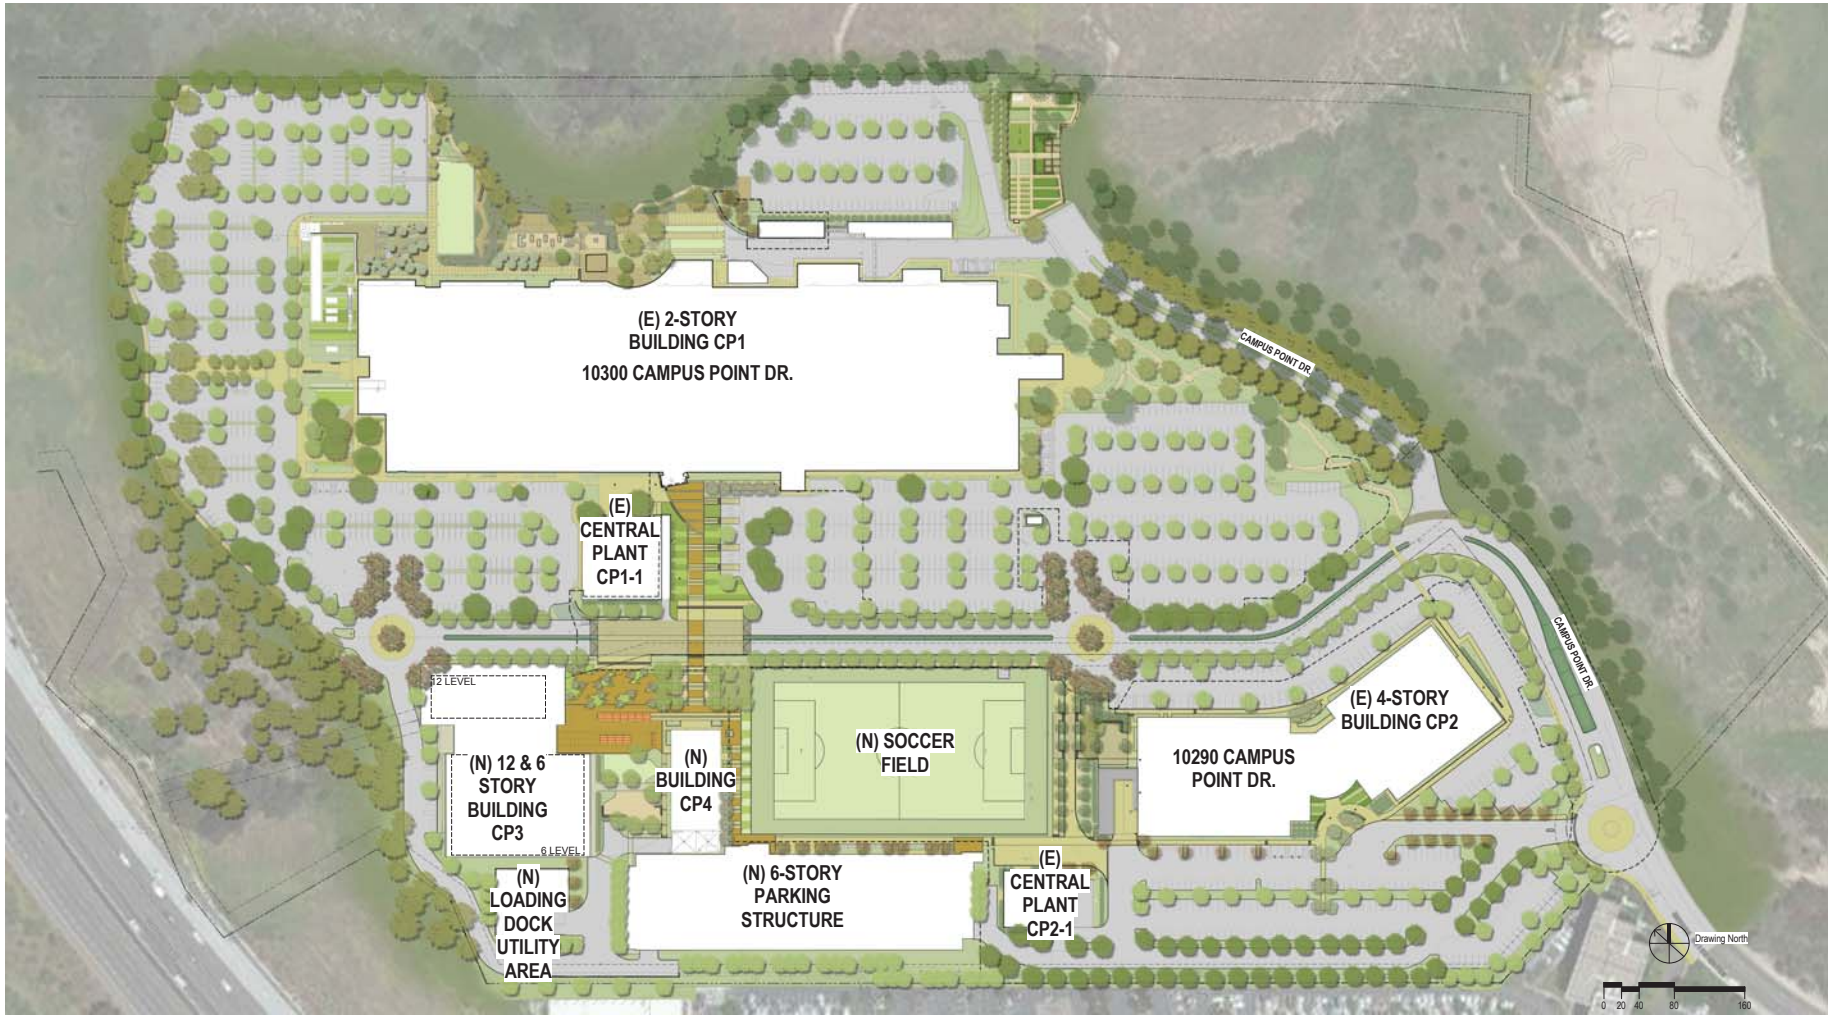 (E) 2-STORY
BUILDING CP1
10300 CAMPUS POINT DR.
CAMPUS POINT DR.
(E)
CENTRAL
PLANT
CP1-1
CAMPUS POINT DR.
12 LEVEL
(N) 12 & 6
STORY
BUILDING
CP3
6 LEVEL
(N)
BUILDING
CP4
(N) SOCCER
FIELD
(E) 4-STORY
BUILDING CP2
10290 CAMPUS
POINT DR.
(N)
LOADING
DOCK
UTILITY
AREA
(N) 6-STORY
PARKING
STRUCTURE
(E)
CENTRAL
PLANT
CP2-1
Drawing North
0 20 40 80 160